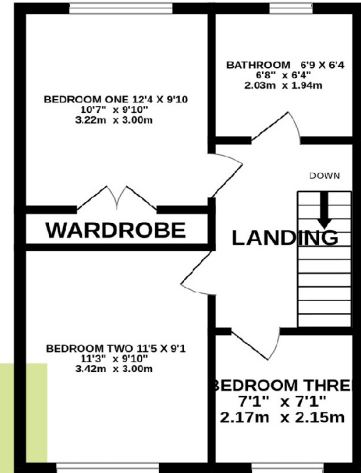 BEDROOM ONE 12'4 X 9'10
10'7" x 9'10"
3.22m x 3.00m
BATHROOM 6'9 X 6'4
6'8" x 6'4"
2.03m x 1.94m
DOWN
WARDROBE
LANDING
BEDROOM TWO 11'5 X 9'1
11'3" x 9'10"
3.42m x 3.00m
BEDROOM THREE
7'1" x 7'1"
2.17m x 2.15m